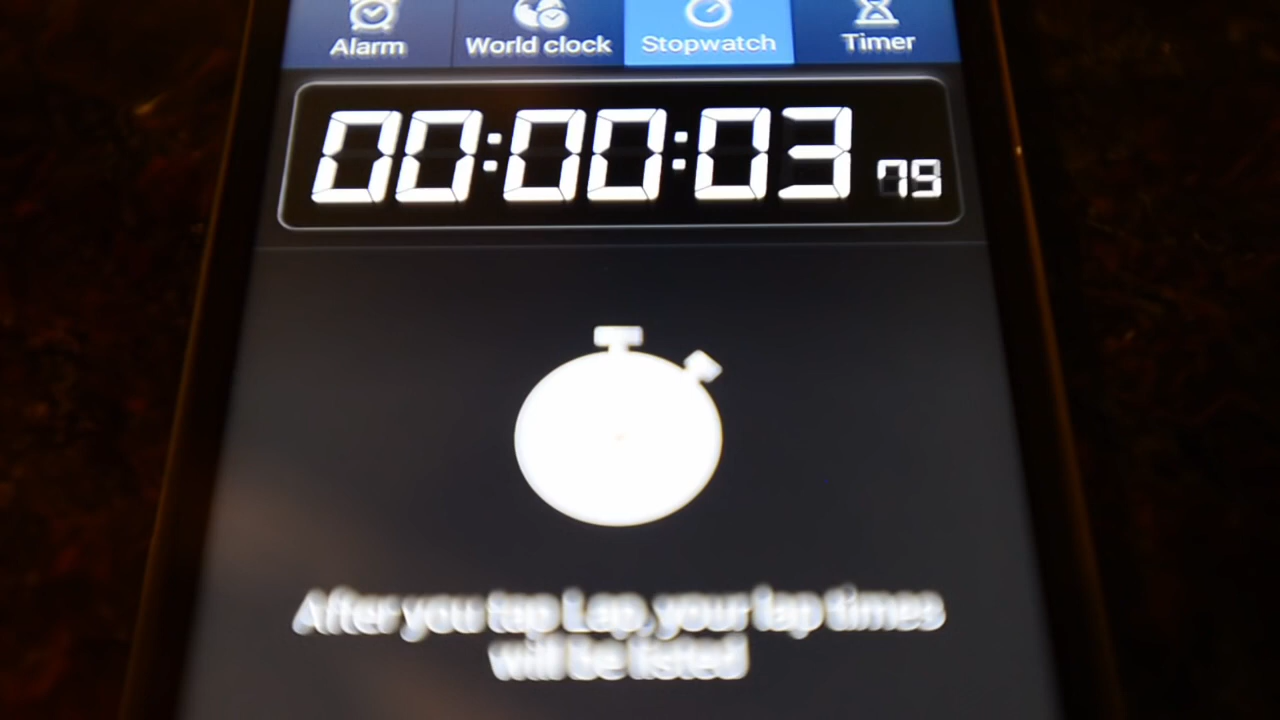 Alarm World clock Stopwatch Timer
00:00:03 79
After you tap Lap, your lap times
will be listed